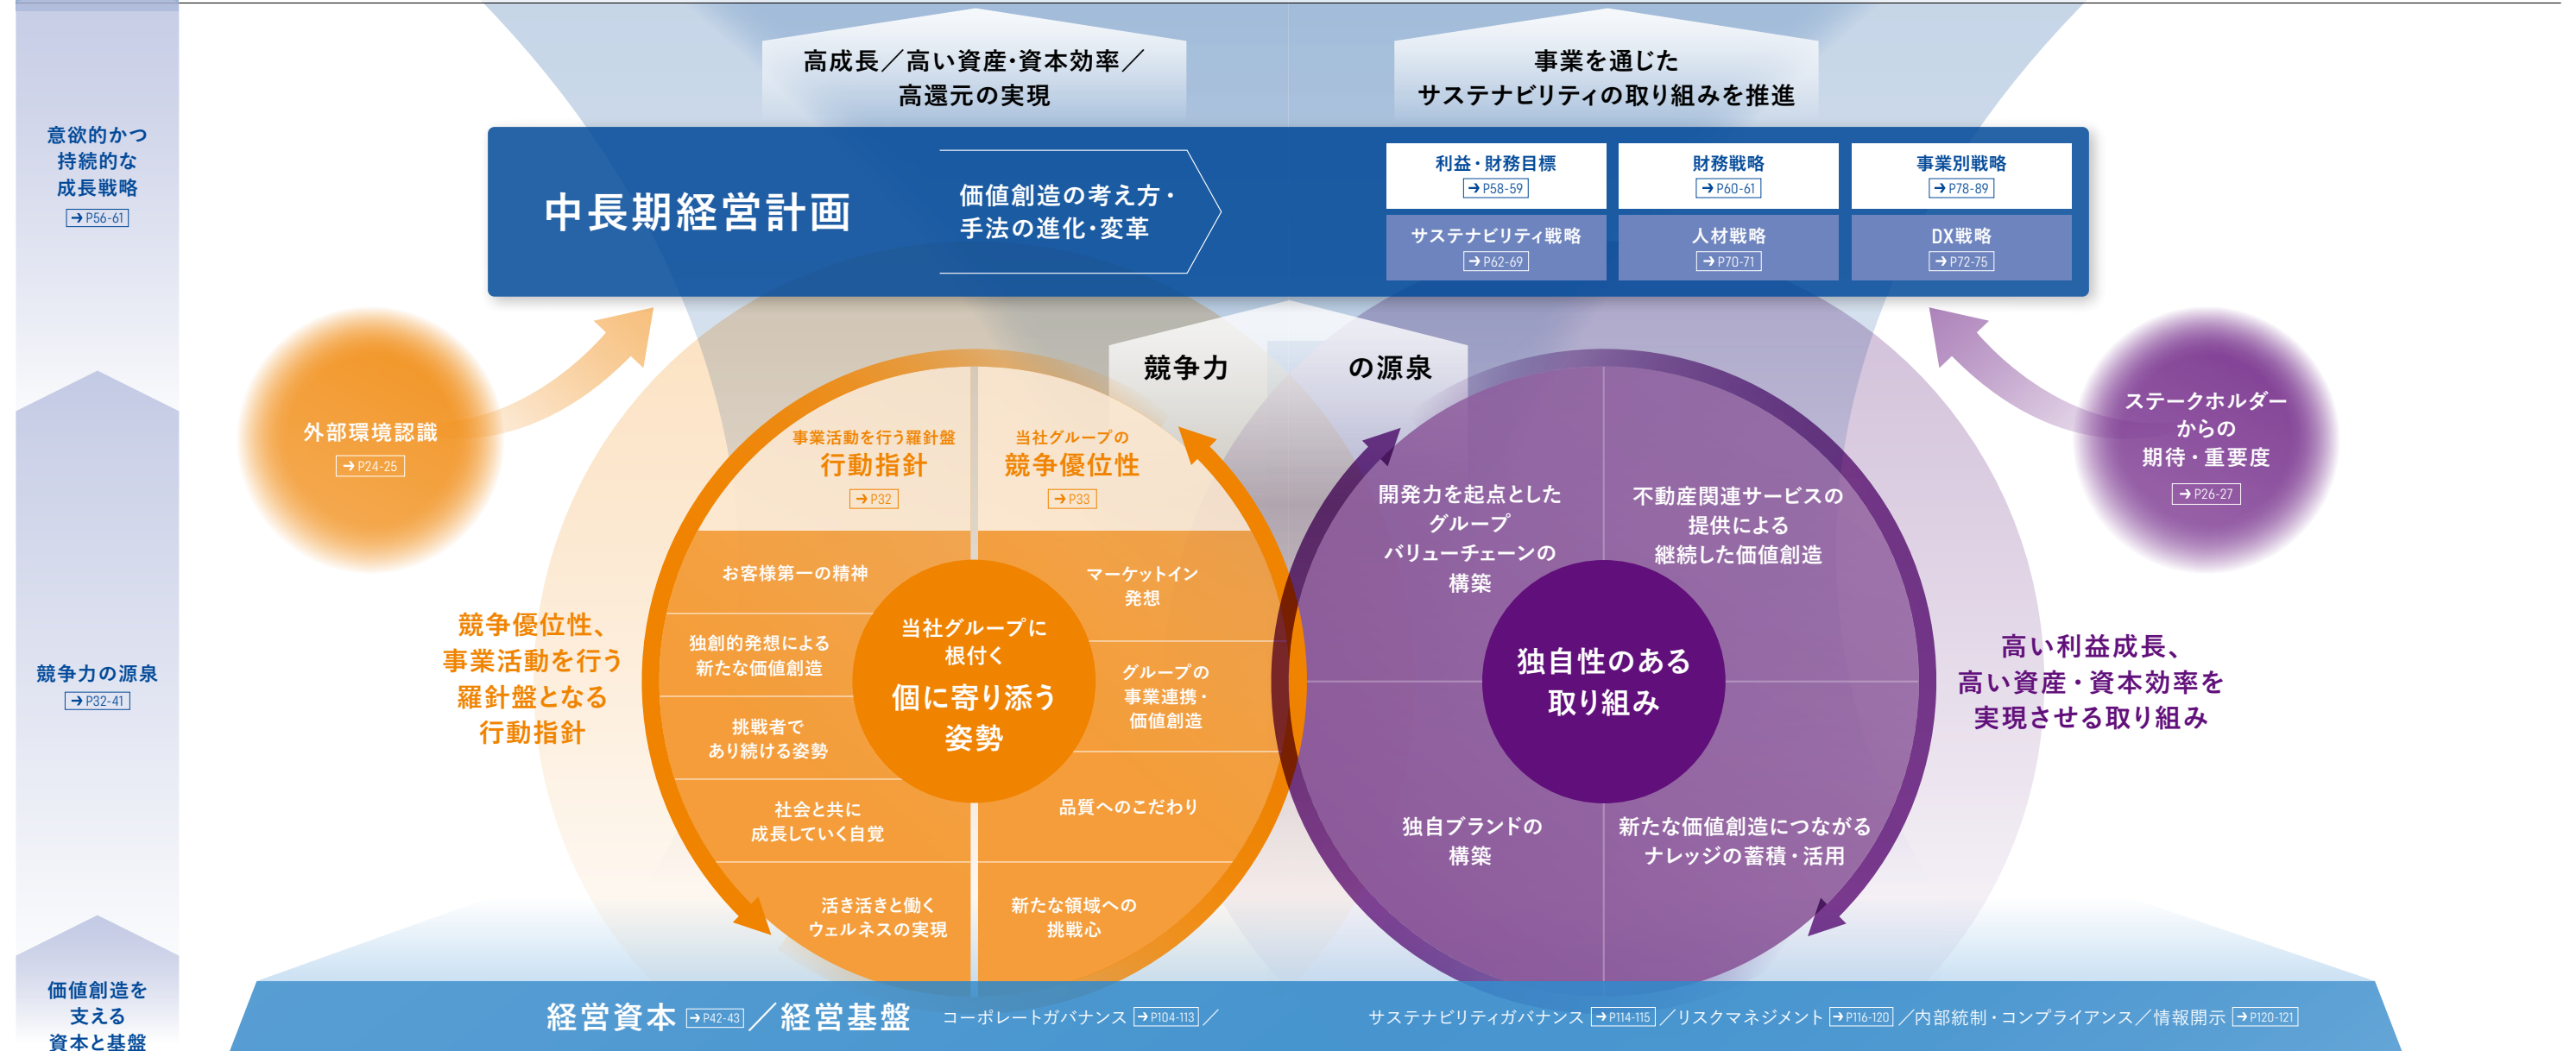 意欲的かつ
持続的な
成長戦略
→P56-61
競争力の源泉
→P32-41
価値創造を
支える
資本と基盤
高成長／高い資産・資本効率／
高還元の実現
事業を通じた
サステナビリティの取り組みを推進
中長期経営計画
価値創造の考え方・
手法の進化・変革
利益・財務目標
→P58-59
財務戦略
→P60-61
事業別戦略
→P78-89
サステナビリティ戦略
→P62-69
人材戦略
→P70-71
DX戦略
→P72-75
外部環境認識
→P24-25
競争力の源泉
ステークホルダー
からの
期待・重要度
→P26-27
競争優位性、
事業活動を行う
羅針盤となる
行動指針
事業活動を行う羅針盤
行動指針
→P32
当社グループの
競争優位性
→P33
お客様第一の精神
独創的発想による
新たな価値創造
挑戦者で
あり続ける姿勢
社会と共に
成長していく自覚
活き活きと働く
ウェルネスの実現
当社グループに
根付く
個に寄り添う
姿勢
マーケットイン
発想
グループの
事業連携・
価値創造
品質へのこだわり
新たな領域への
挑戦心
開発力を起点とした
グループ
バリューチェーンの
構築
不動産関連サービスの
提供による
継続した価値創造
独自性のある
取り組み
独自ブランドの
構築
新たな価値創造につながる
ナレッジの蓄積・活用
高い利益成長、
高い資産・資本効率を
実現させる取り組み
経営資本 →P42-43 ／経営基盤 コーポレートガバナンス →P104-113 ／ サステナビリティガバナンス →P114-115 ／リスクマネジメント →P116-120 ／内部統制・コンプライアンス／情報開示 →P120-121